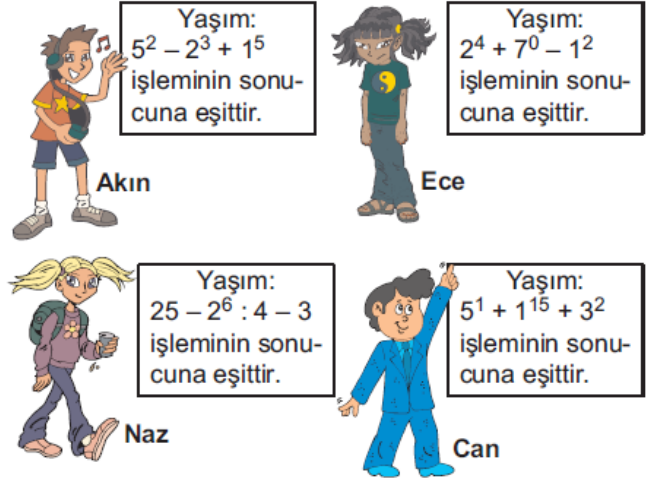 Yaşım:
5² – 2³ + 1⁵
işleminin sonu-
cuna eşittir.
Akın
Yaşım:
2⁴ + 7⁰ – 1²
işleminin sonu-
cuna eşittir.
Ece
Yaşım:
25 – 2⁶ : 4 – 3
işleminin sonu-
cuna eşittir.
Naz
Yaşım:
5¹ + 1¹⁵ + 3²
işleminin sonu-
cuna eşittir.
Can